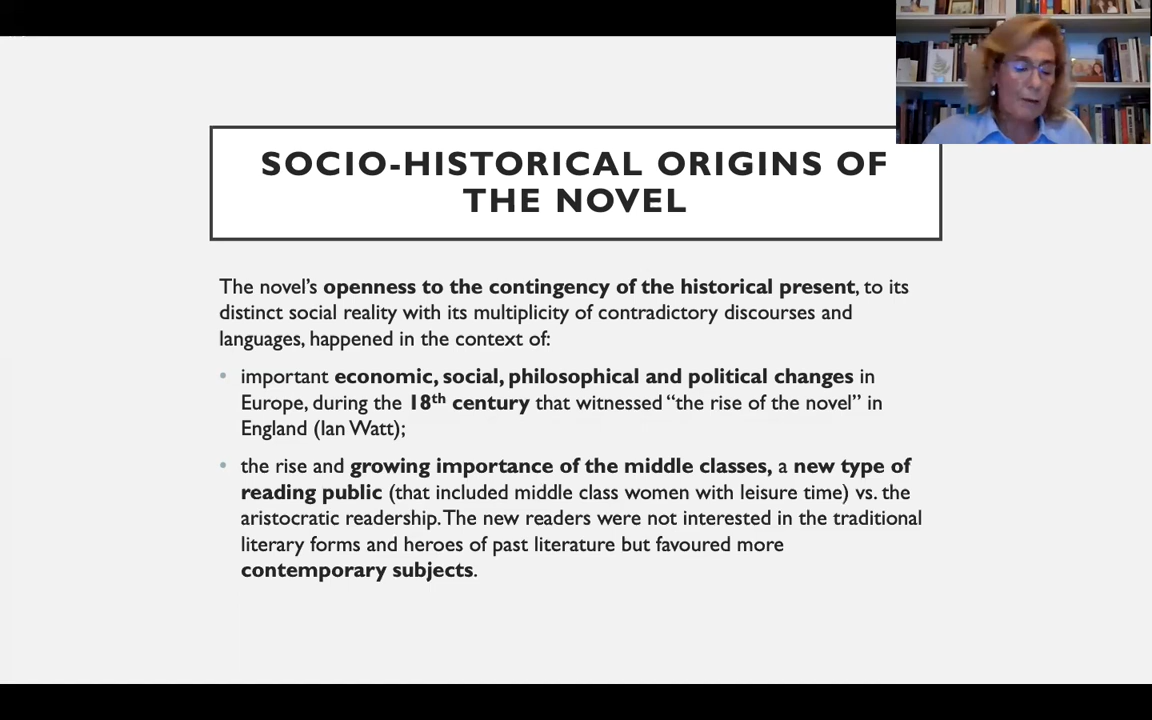 SOCIO-HISTORICAL ORIGINS OF
THE NOVEL
The novel's openness to the contingency of the historical present, to its
distinct social reality with its multiplicity of contradictory discourses and
languages, happened in the context of:
• important economic, social, philosophical and political changes in
Europe, during the 18th century that witnessed “the rise of the novel” in
England (Ian Watt);
• the rise and growing importance of the middle classes, a new type of
reading public (that included middle class women with leisure time) vs. the
aristocratic readership. The new readers were not interested in the traditional
literary forms and heroes of past literature but favoured more
contemporary subjects.